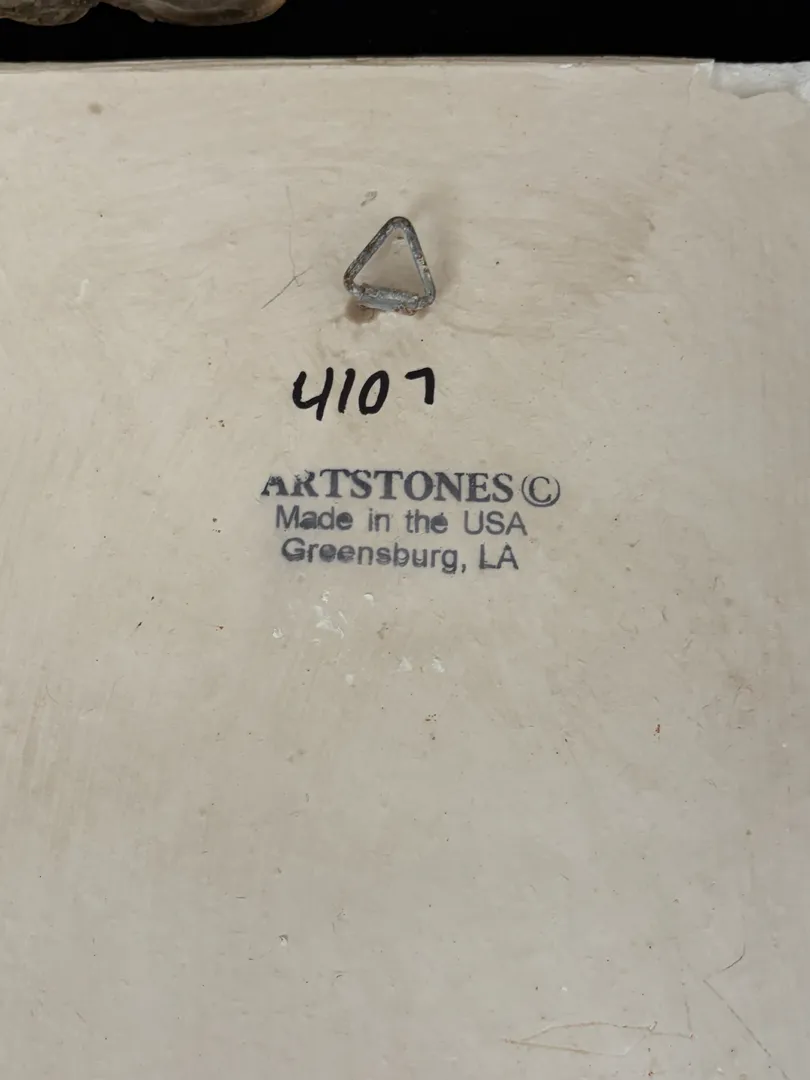 4107
ARTSTONES©
Made in the USA
Greensburg, LA